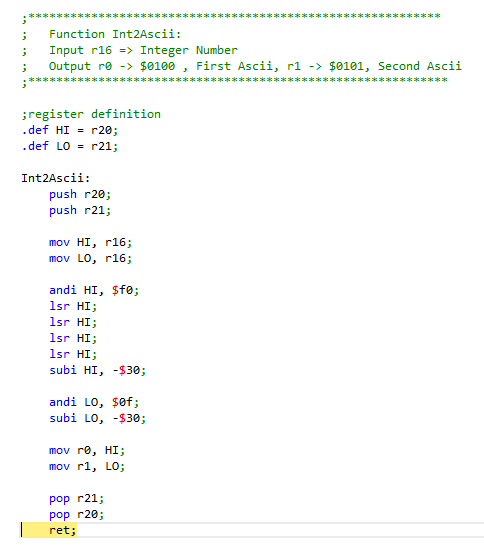 ;*****************************************************
;   Function Int2Ascii:
;   Input r16 => Integer Number
;   Output r0 -> $0100 , First Ascii, r1 -> $0101, Second Ascii
;******************************************************
;register definition
.def HI = r20;
.def LO = r21;
Int2Ascii:
    push r20;
    push r21;
    mov HI, r16;
    mov LO, r16;
    andi HI, $f0;
    lsr HI;
    lsr HI;
    lsr HI;
    lsr HI;
    subi HI, -$30;
    andi LO, $0f;
    subi LO, -$30;
    mov r0, HI;
    mov r1, LO;
    pop r21;
    pop r20;
    ret;